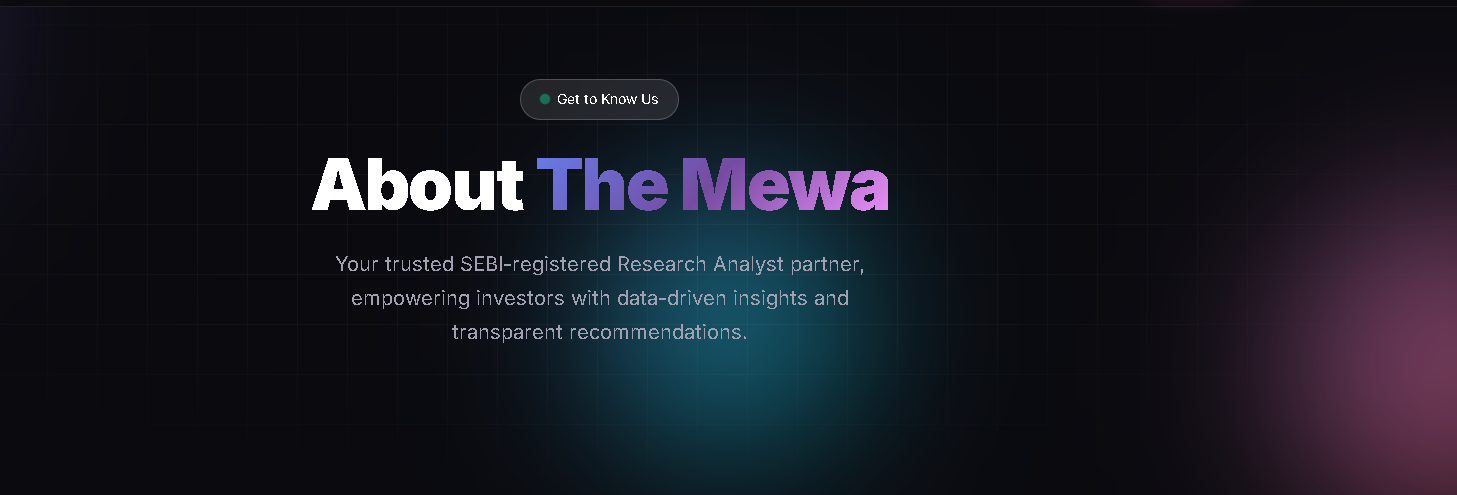 Get to Know Us
About The Mewa
Your trusted SEBI-registered Research Analyst partner,
empowering investors with data-driven insights and
transparent recommendations.